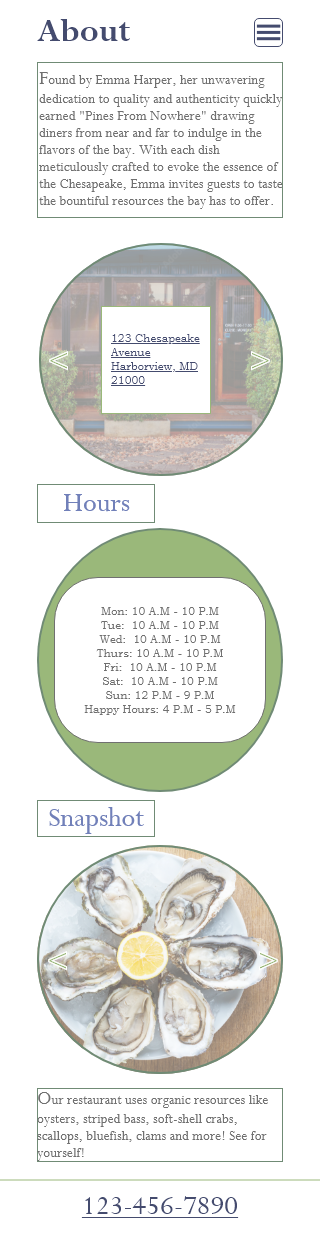 About
Found by Emma Harper, her unwavering
dedication to quality and authenticity quickly
earned "Pines From Nowhere" drawing
diners from near and far to indulge in the
flavors of the bay. With each dish
meticulously crafted to evoke the essence of
the Chesapeake, Emma invites guests to taste
the bountiful resources the bay has to offer.
< >
123 Chesapeake
Avenue
Harborview, MD
21000
Hours
Mon: 10 A.M - 10 P.M
Tue: 10 A.M - 10 P.M
Wed: 10 A.M - 10 P.M
Thurs: 10 A.M - 10 P.M
Fri: 10 A.M - 10 P.M
Sat: 10 A.M - 10 P.M
Sun: 12 P.M - 9 P.M
Happy Hours: 4 P.M - 5 P.M
Snapshot
< >
Our restaurant uses organic resources like
oysters, striped bass, soft-shell crabs,
scallops, bluefish, clams and more! See for
yourself!
123-456-7890